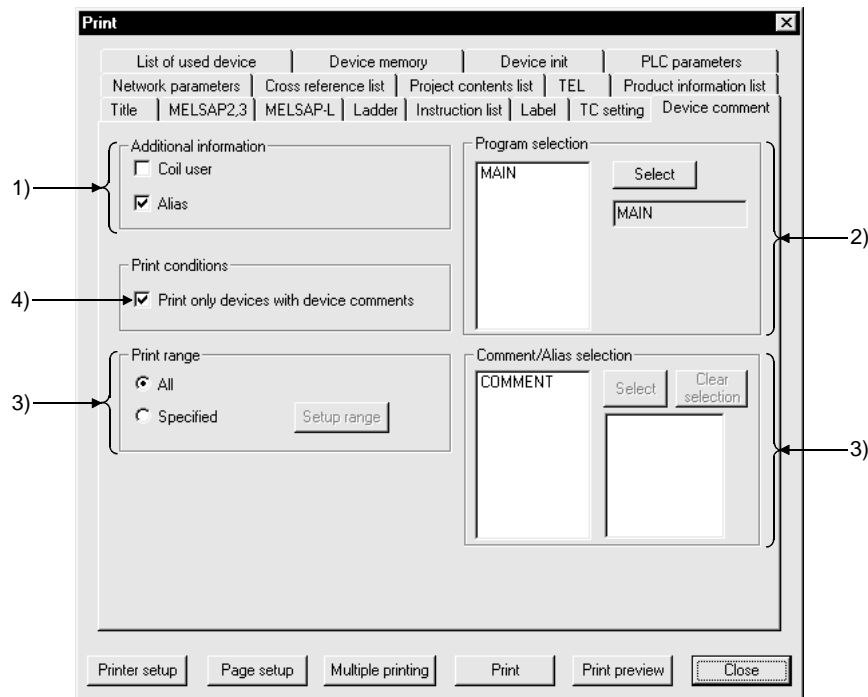 Print
List of used device
Device memory
Device init
PLC parameters
Network parameters
Cross reference list
Project contents list
TEL
Product information list
Title
MELSAP2,3
MELSAP-L
Ladder
Instruction list
Label
TC setting
Device comment
1)
Additional information
Coil user
Alias
Program selection
MAIN
Select
MAIN
2)
4)
Print conditions
Print only devices with device comments
3)
Print range
All
Specified
Setup range
Comment/Alias selection
COMMENT
Select
Clear
selection
3)
Printer setup
Page setup
Multiple printing
Print
Print preview
Close